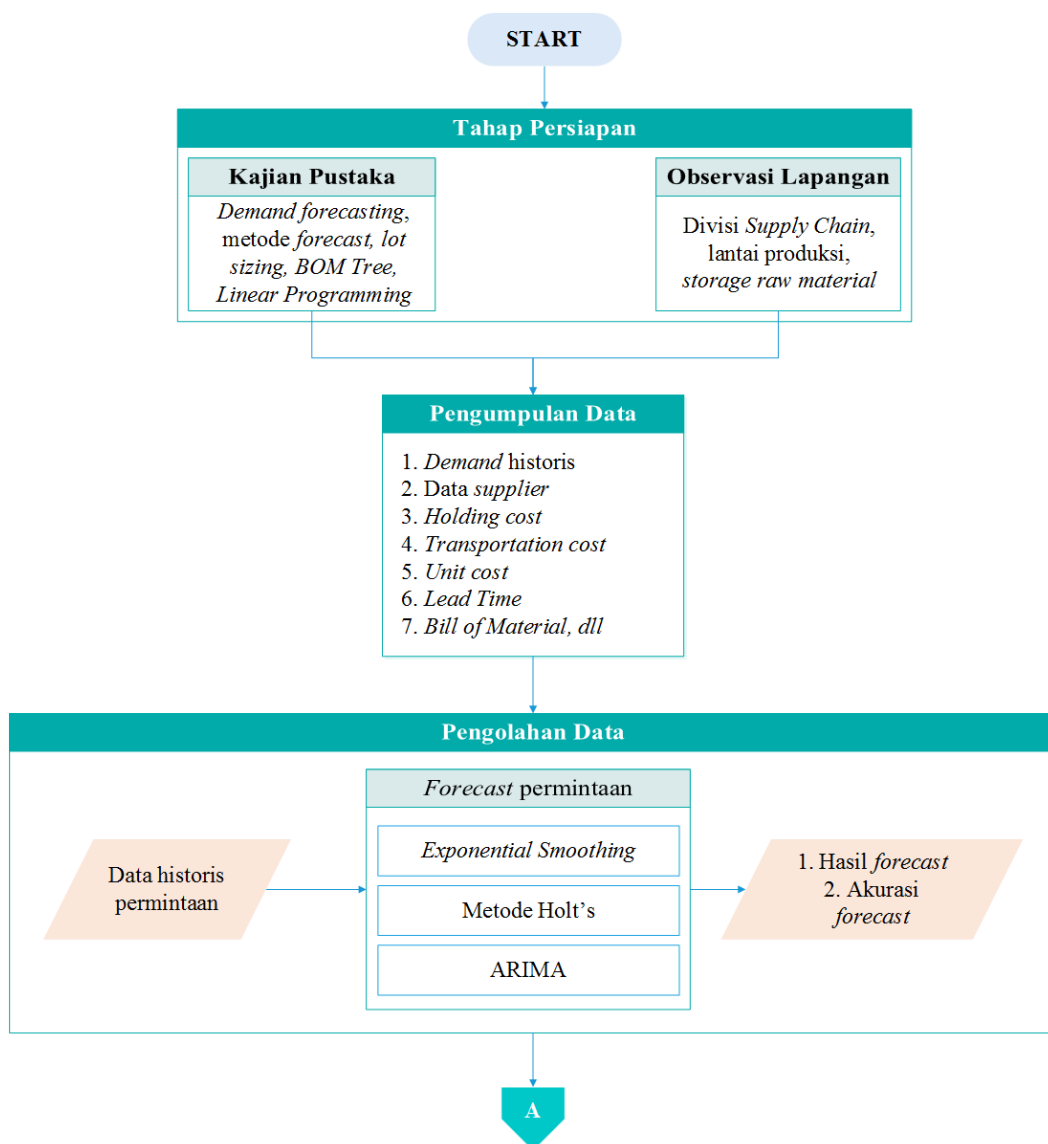 START
Tahap Persiapan
Kajian Pustaka
Demand forecasting,
metode forecast, lot
sizing, BOM Tree,
Linear Programming
Observasi Lapangan
Divisi Supply Chain,
lantai produksi,
storage raw material
Pengumpulan Data
1. Demand historis
2. Data supplier
3. Holding cost
4. Transportation cost
5. Unit cost
6. Lead Time
7. Bill of Material, dll
Pengolahan Data
Data historis
permintaan
Forecast permintaan
Exponential Smoothing
Metode Holt’s
ARIMA
1. Hasil forecast
2. Akurasi
forecast
A